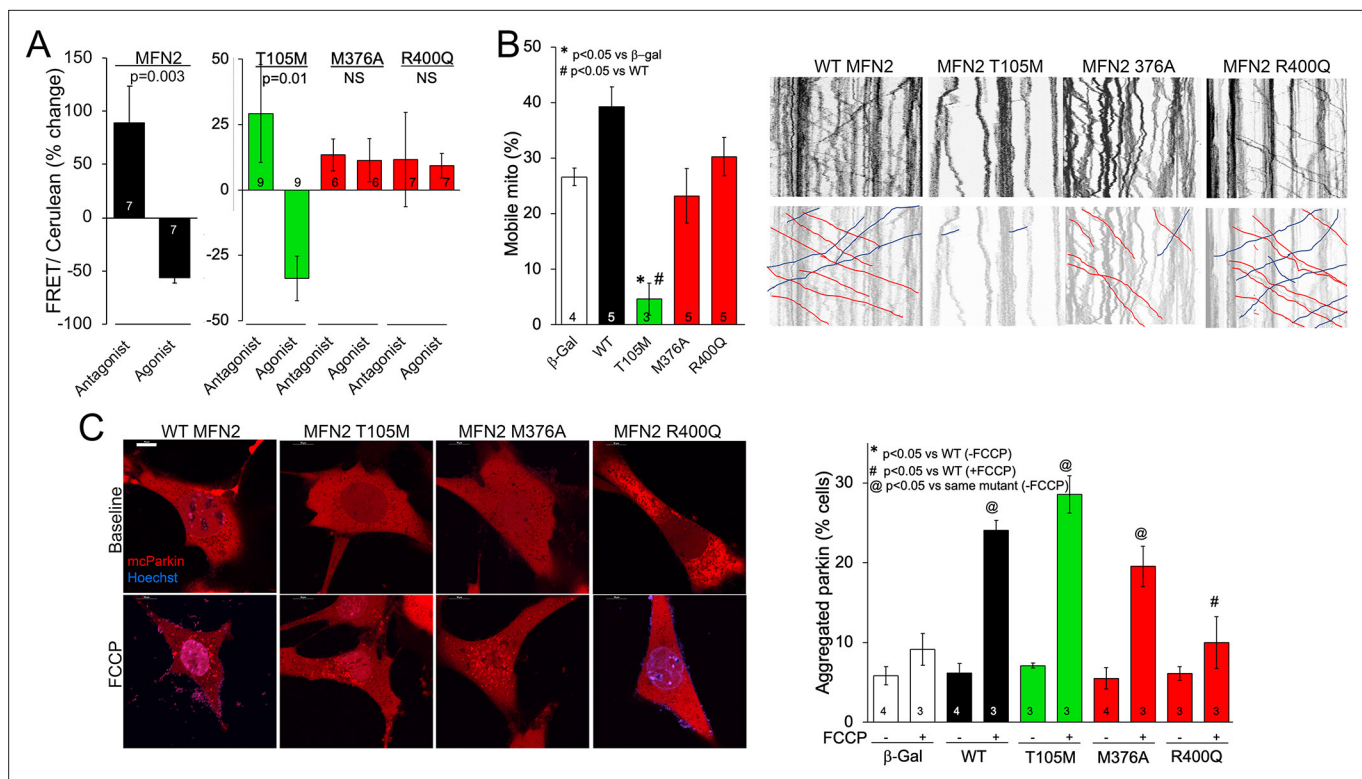 A
MFN2
p=0.003
T105M
M376A
R400Q
p=0.01
NS
NS
FRET/ Cerulean (% change)
150
100
50
0
-50
-100
50
25
0
-25
-50
7
7
9
9
6
6
7
7
Antagonist
Agonist
Antagonist
Agonist
Antagonist
Agonist
Antagonist
Agonist
B
* p<0.05 vs β–gal
# p<0.05 vs WT
Mobile mito (%)
50
40
30
20
10
0
* #
4
5
3
5
5
β-Gal
WT
T105M
M376A
R400Q
WT MFN2
MFN2 T105M
MFN2 376A
MFN2 R400Q
C
WT MFN2
MFN2 T105M
MFN2 M376A
MFN2 R400Q
Baseline
mcParkin
Hoechst
FCCP
* p<0.05 vs WT (-FCCP)
# p<0.05 vs WT (+FCCP)
@ p<0.05 vs same mutant (-FCCP)
Aggregated parkin (% cells)
30
20
10
0
@
@
@
#
4
3
4
3
3
3
4
3
3
3
FCCP
- + - + - + - + - +
β-Gal
WT
T105M
M376A
R400Q